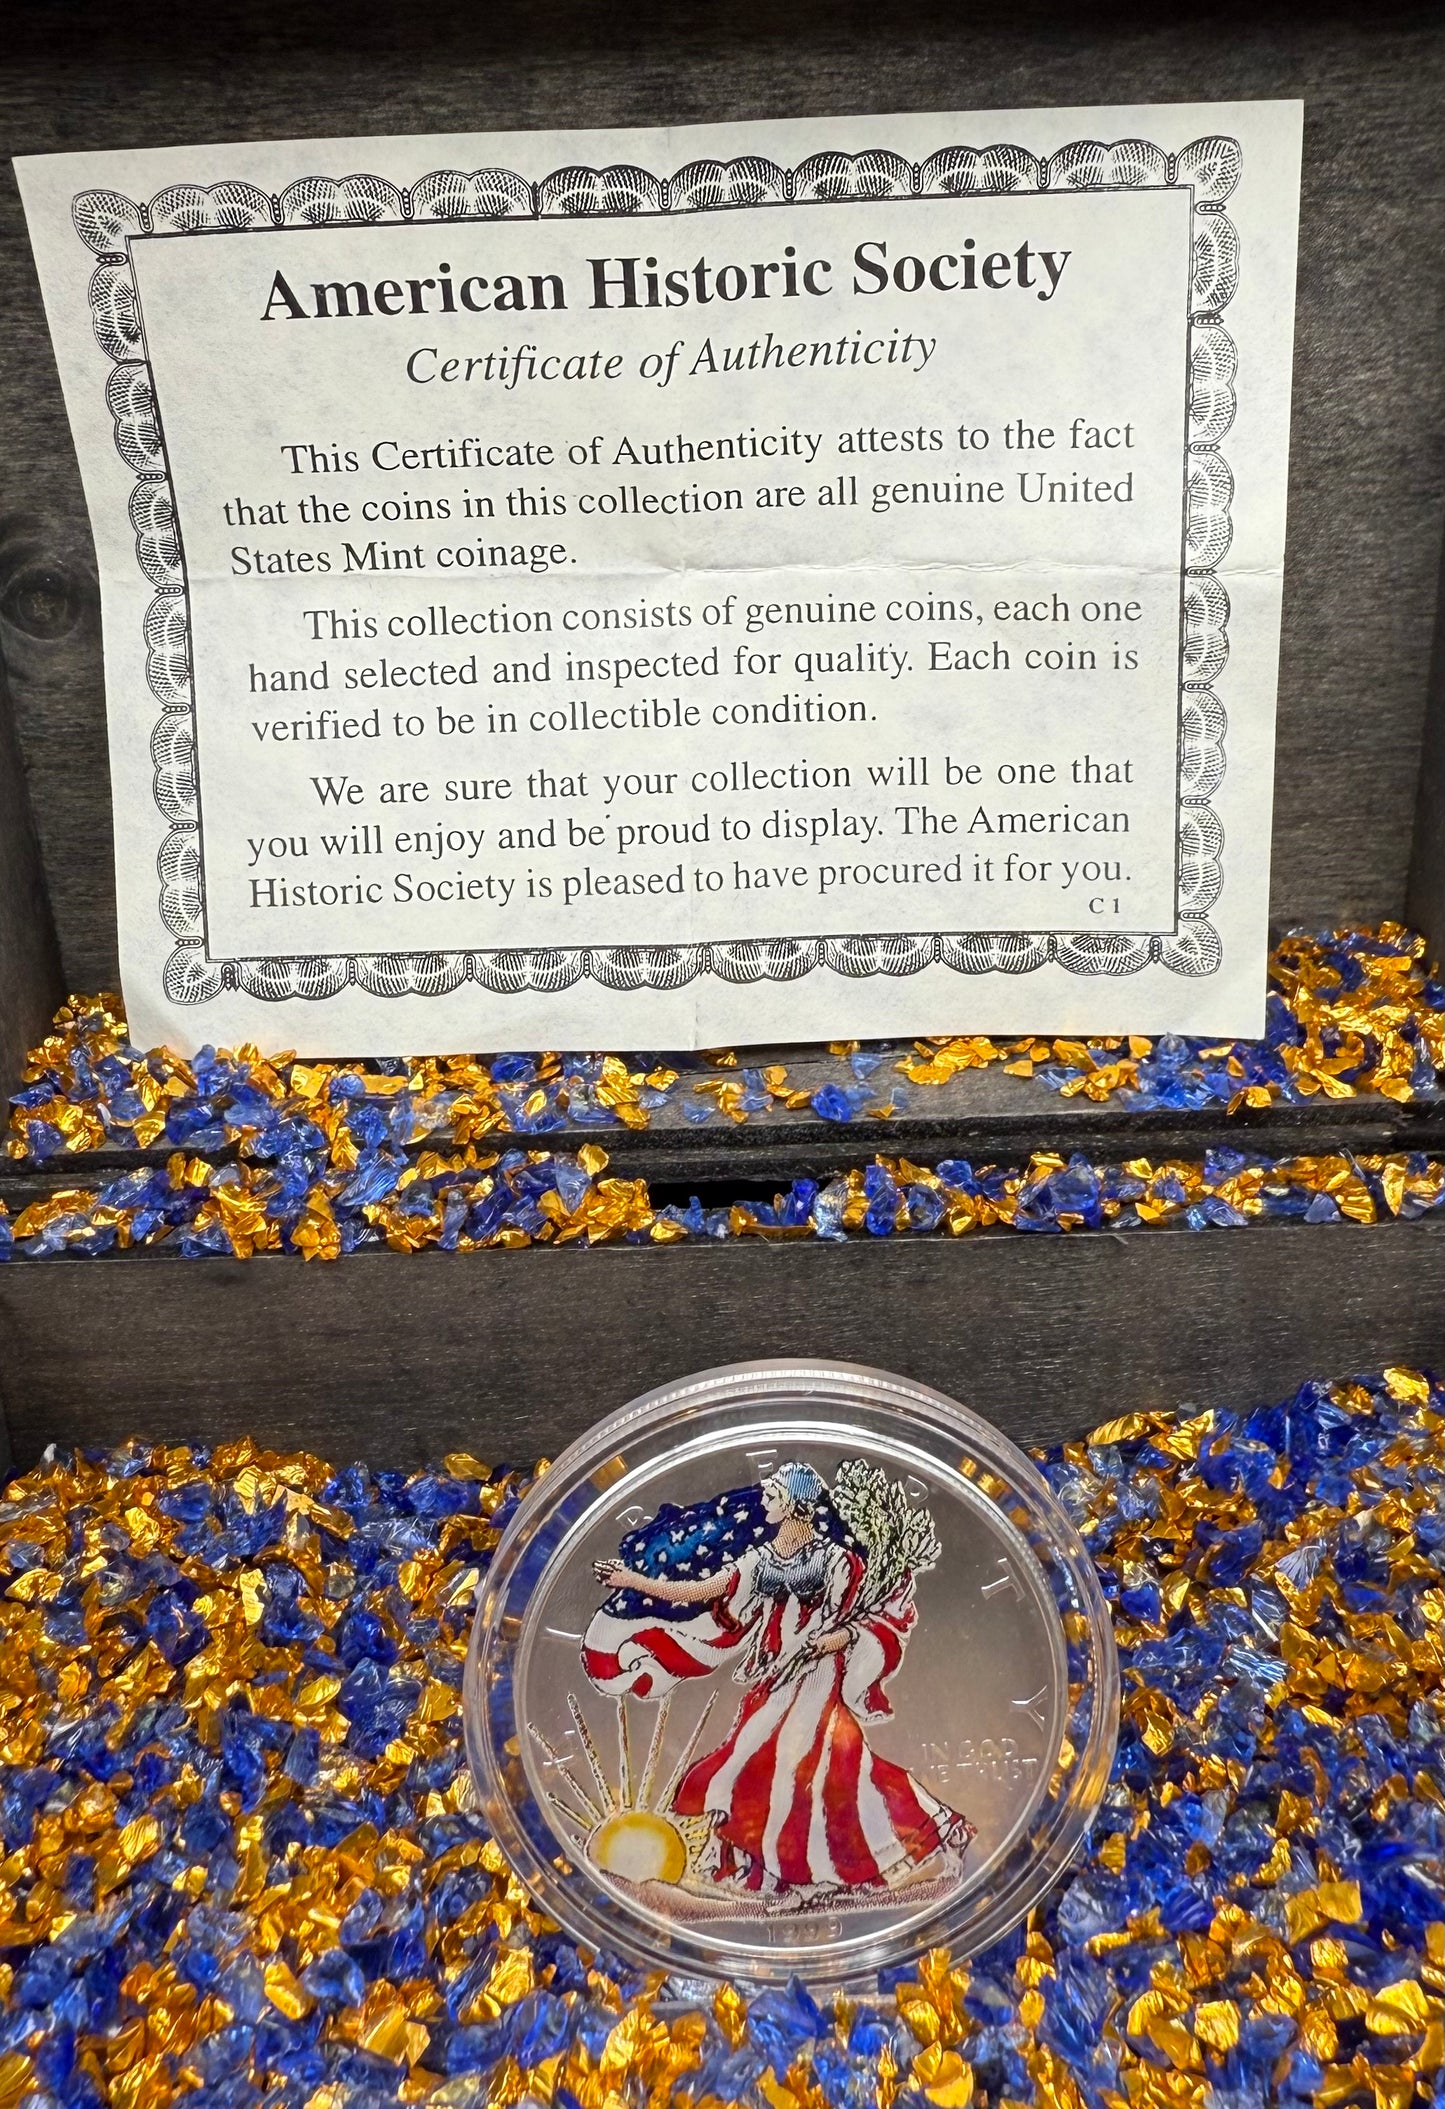 American Historic Society
Certificate of Authenticity
This Certificate of Authenticity attests to the fact
that the coins in this collection are all genuine United
States Mint coinage.
This collection consists of genuine coins, each one
hand selected and inspected for quality. Each coin is
verified to be in collectible condition.
We are sure that your collection will be one that
you will enjoy and be proud to display. The American
Historic Society is pleased to have procured it for you.
C 1
LIBERTY
IN GOD
WE TRUST
1999